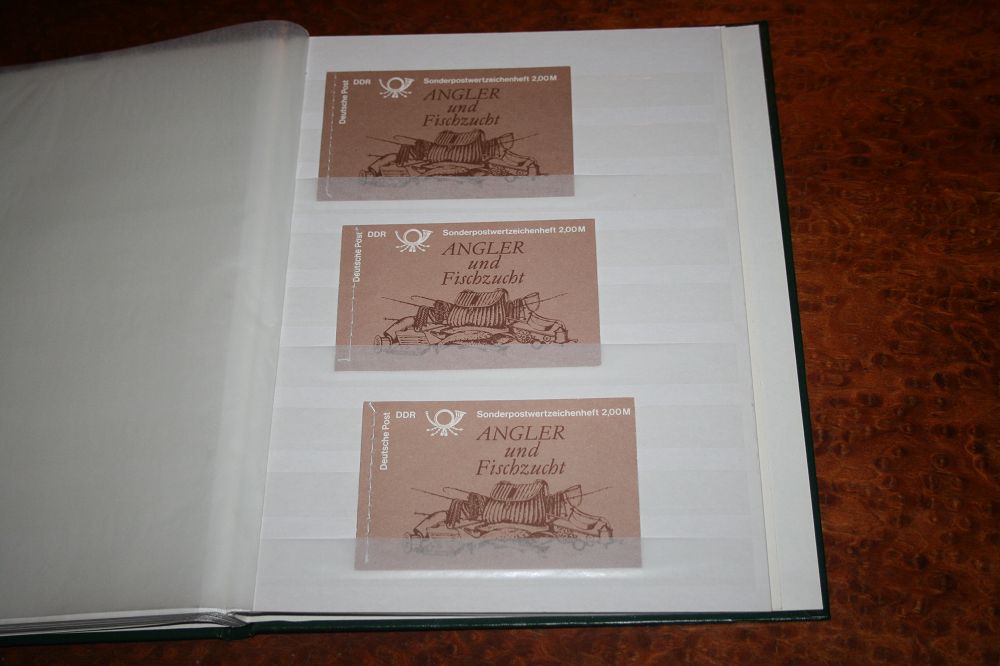 DDR Sonderpostwertzeichenheft 2,00 M
Deutsche Post
ANGLER
und
Fischzucht
DDR Sonderpostwertzeichenheft 2,00 M
Deutsche Post
ANGLER
und
Fischzucht
DDR Sonderpostwertzeichenheft 2,00 M
Deutsche Post
ANGLER
und
Fischzucht